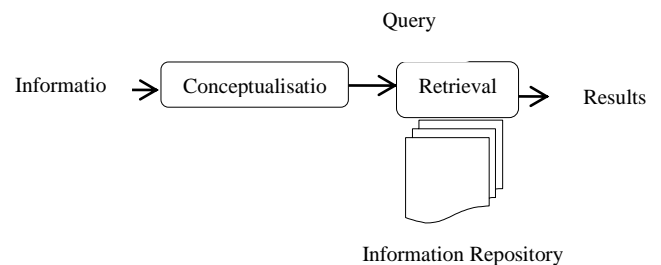 Query
Informatio
Conceptualisatio
Retrieval
Results
Information Repository